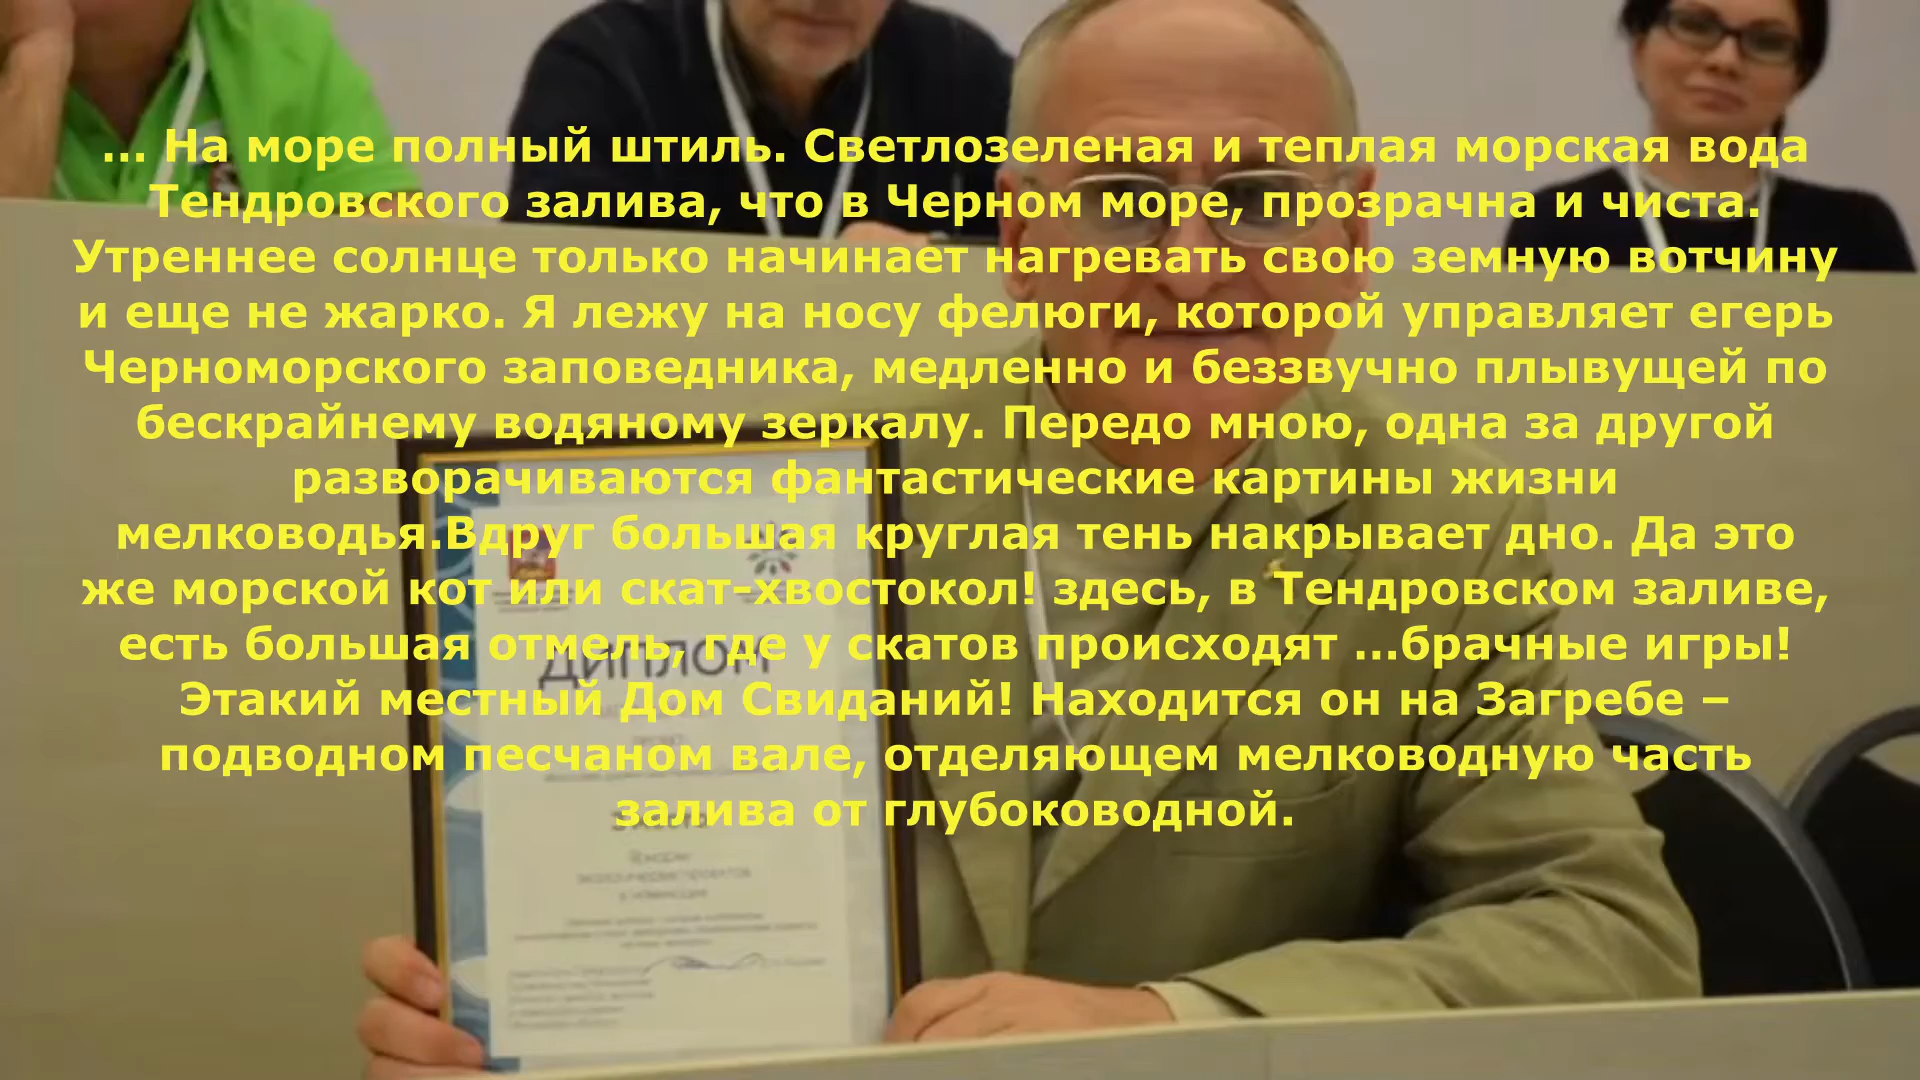 ... На море полный штиль. Светлозеленая и теплая морская вода
Тендровского залива, что в Черном море, прозрачна и чиста.
Утреннее солнце только начинает нагревать свою земную вотчину
и еще не жарко. Я лежу на носу фелюги, которой управляет егерь
Черноморского заповедника, медленно и беззвучно плывущей по
бескрайнему водяному зеркалу. Передо мною, одна за другой
разворачиваются фантастические картины жизни
мелководья.Вдруг большая круглая тень накрывает дно. Да это
же морской кот или скат-хвостокол! здесь, в Тендровском заливе,
есть большая отмель, где у скатов происходят ...брачные игры!
Этакий местный Дом Свиданий! Находится он на Загребе –
подводном песчаном вале, отделяющем мелководную часть
залива от глубоководной.
ДИПЛОМ